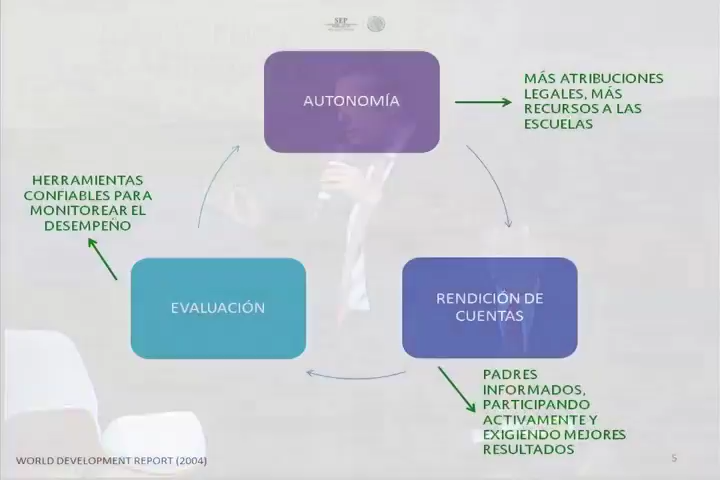 SEP
AUTONOMÍA
MÁS ATRIBUCIONES
LEGALES, MÁS
RECURSOS A LAS
ESCUELAS
HERRAMIENTAS
CONFIABLES PARA
MONITOREAR EL
DESEMPEÑO
EVALUACIÓN
RENDICIÓN DE
CUENTAS
PADRES
INFORMADOS,
PARTICIPANDO
ACTIVAMENTE Y
EXIGIENDO MEJORES
RESULTADOS
WORLD DEVELOPMENT REPORT (2004)
5